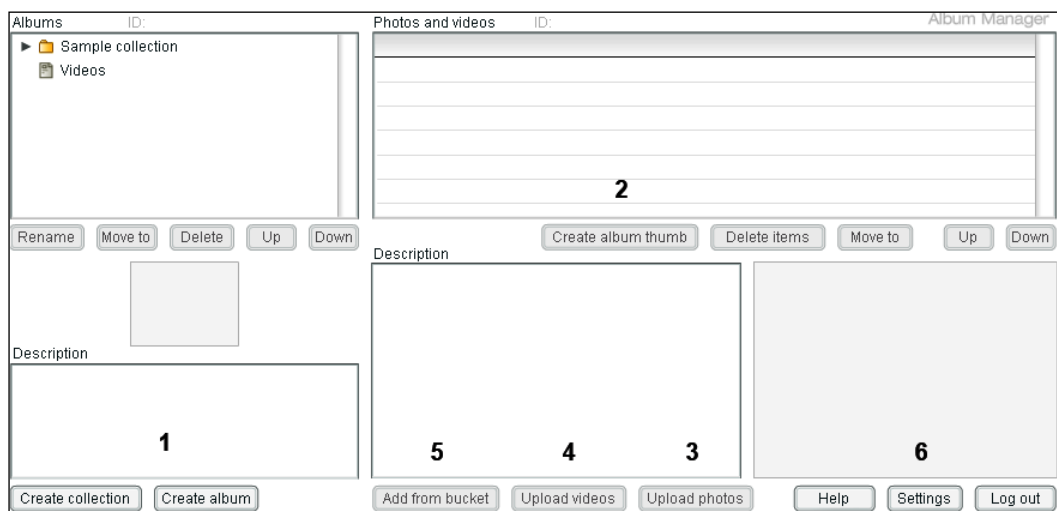 Albums ID: Photos and videos ID: Album Manager
Sample collection
Videos
2
Rename Move to Delete Up Down Create album thumb Delete items Move to Up Down
Description
Description
1 5 4 3 6
Create collection Create album Add from bucket Upload videos Upload photos Help Settings Log out